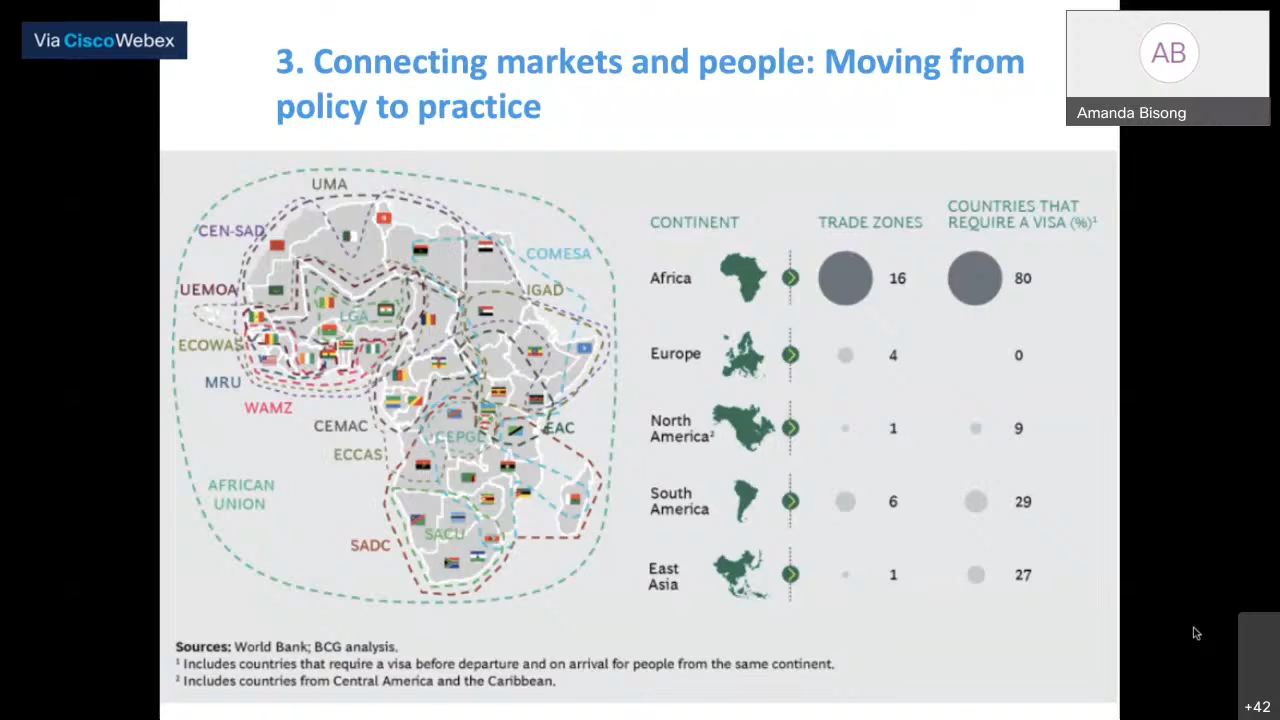 Via Cisco Webex
3. Connecting markets and people: Moving from
policy to practice
AB
Amanda Bisong
UMA
CEN-SAD
COMESA
UEMOA
IGAD
LGA
ECOWAS
MRU
WAMZ
CEMAC
EAC
CEPGL
ECCAS
AFRICAN
UNION
SACU
SADC
CONTINENT
TRADE ZONES
COUNTRIES THAT
REQUIRE A VISA (%)¹
Africa 16 80
Europe 4 0
North
America² 1 9
South
America 6 29
East
Asia 1 27
Sources: World Bank; BCG analysis.
¹ Includes countries that require a visa before departure and on arrival for people from the same continent.
² Includes countries from Central America and the Caribbean.
+42